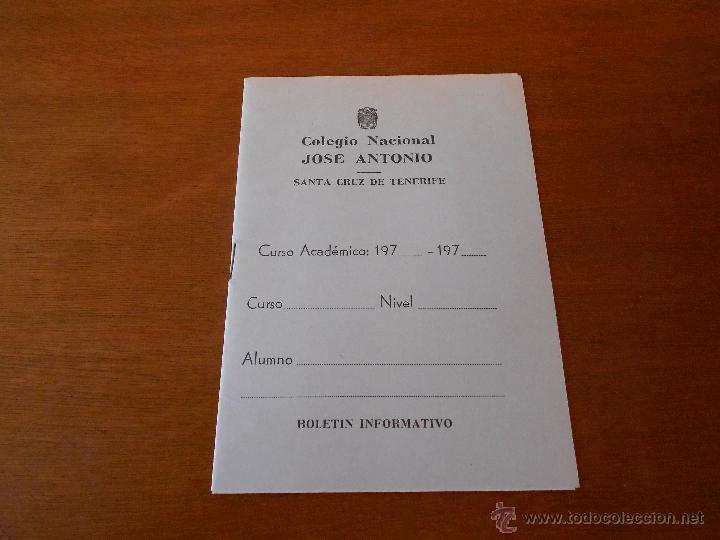 Colegio Nacional
JOSE ANTONIO
SANTA CRUZ DE TENERIFE
Curso Académico: 197 - 197
Curso Nivel
Alumno
BOLETIN INFORMATIVO
© www.todocoleccion.net